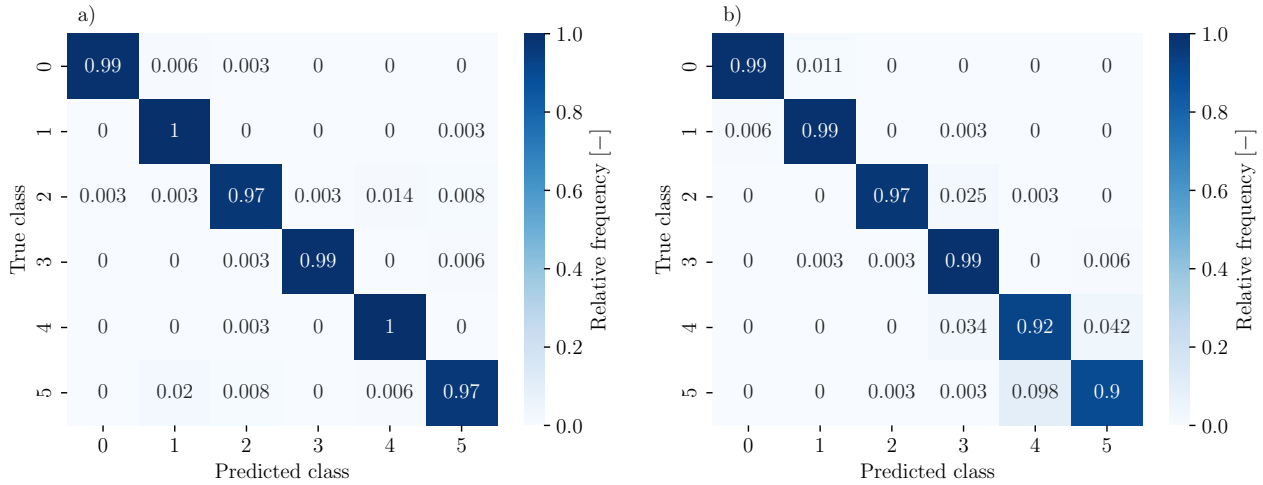 a)
0 0.99 0.006 0.003 0 0 0
1 0 1 0 0 0 0.003
2 0.003 0.003 0.97 0.003 0.014 0.008
3 0 0 0.003 0.99 0 0.006
4 0 0 0.003 0 1 0
5 0 0.02 0.008 0 0.006 0.97
0 1 2 3 4 5
Predicted class
True class
1.0
0.8
0.6
0.4
0.2
0.0
Relative frequency [−]
b)
0 0.99 0.011 0 0 0 0
1 0.006 0.99 0 0.003 0 0
2 0 0 0.97 0.025 0.003 0
3 0 0.003 0.003 0.99 0 0.006
4 0 0 0 0.034 0.92 0.042
5 0 0 0.003 0.003 0.098 0.9
0 1 2 3 4 5
Predicted class
True class
1.0
0.8
0.6
0.4
0.2
0.0
Relative frequency [−]